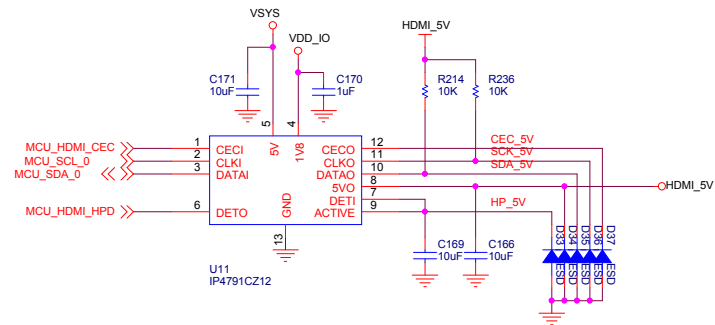 VSYS
HDMI_5V
VDD_IO
C171
10uF
C170
1uF
R214
10K
R236
10K
5
4
MCU_HDMI_CEC
1
CECI
5V
1V8
CECO
12
CEC_5V
MCU_SCL_0
2
CLKI
CLKO
11
SCK_5V
MCU_SDA_0
3
DATAI
DATAO
10
SDA_5V
5VO
8
HDMI_5V
DETI
7
MCU_HDMI_HPD
6
DETO
GND
ACTIVE
9
HP_5V
13
C169
10uF
C166
10uF
D33
D34
D35
D36
D37
ESD
ESD
ESD
ESD
ESD
U11
IP4791CZ12